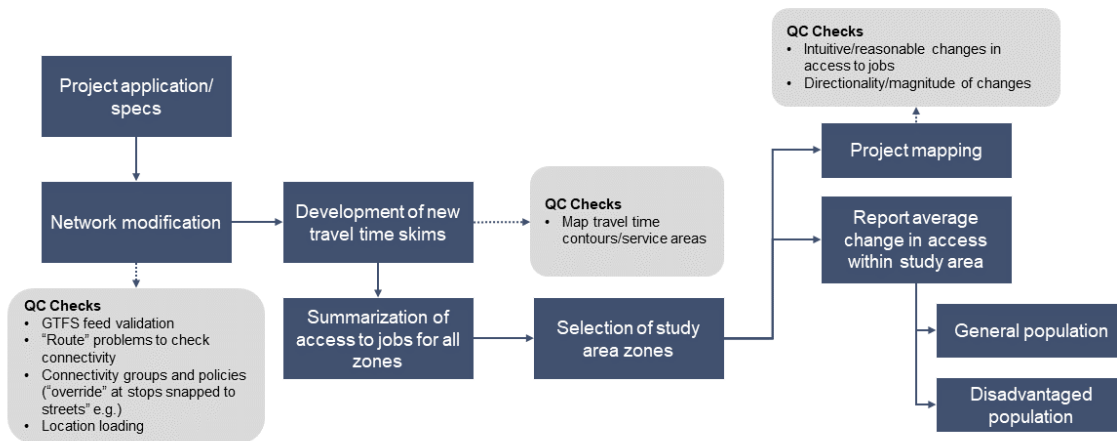 Project application/
specs
Network modification
QC Checks
• GTFS feed validation
• “Route” problems to check
connectivity
• Connectivity groups and policies
(“override” at stops snapped to
streets” e.g.)
• Location loading
Development of new
travel time skims
QC Checks
• Map travel time
contours/service areas
Summarization of
access to jobs for all
zones
Selection of study
area zones
QC Checks
• Intuitive/reasonable changes in
access to jobs
• Directionality/magnitude of changes
Project mapping
Report average
change in access
within study area
General population
Disadvantaged
population